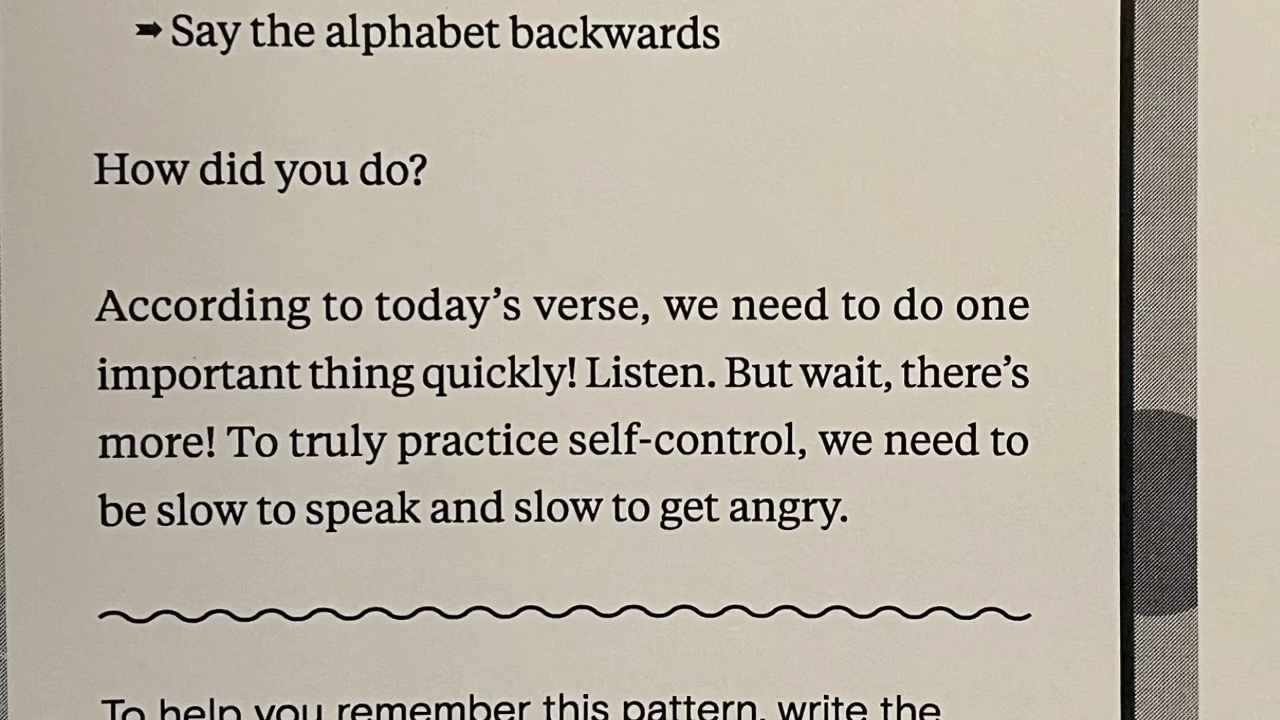 ➡ Say the alphabet backwards
How did you do?
According to today’s verse, we need to do one
important thing quickly! Listen. But wait, there’s
more! To truly practice self-control, we need to
be slow to speak and slow to get angry.
To help you remember this pattern, write the